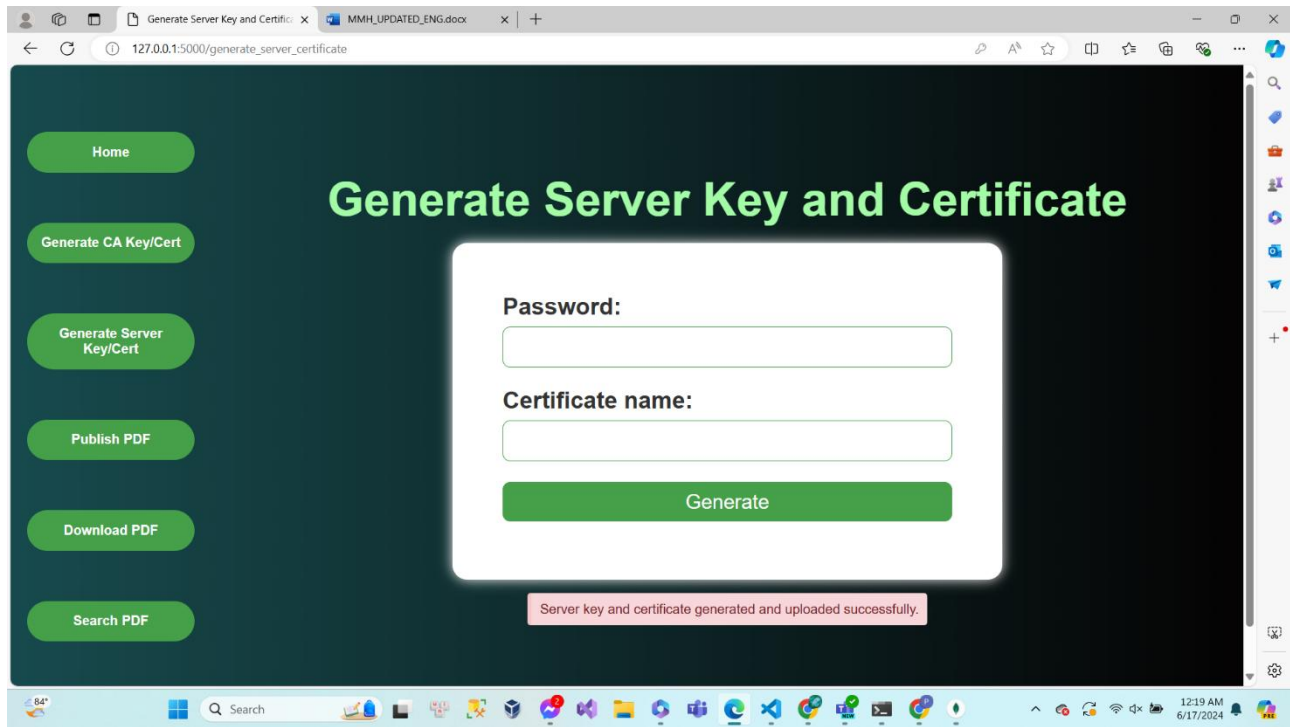 Generate Server Key and Certific
MMH_UPDATED_ENG.docx
127.0.0.1:5000/generate_server_certificate
Home
Generate CA Key/Cert
Generate Server
Key/Cert
Publish PDF
Download PDF
Search PDF
Generate Server Key and Certificate
Password:
Certificate name:
Generate
Server key and certificate generated and uploaded successfully.
84°
Search
12:19 AM
6/17/2024